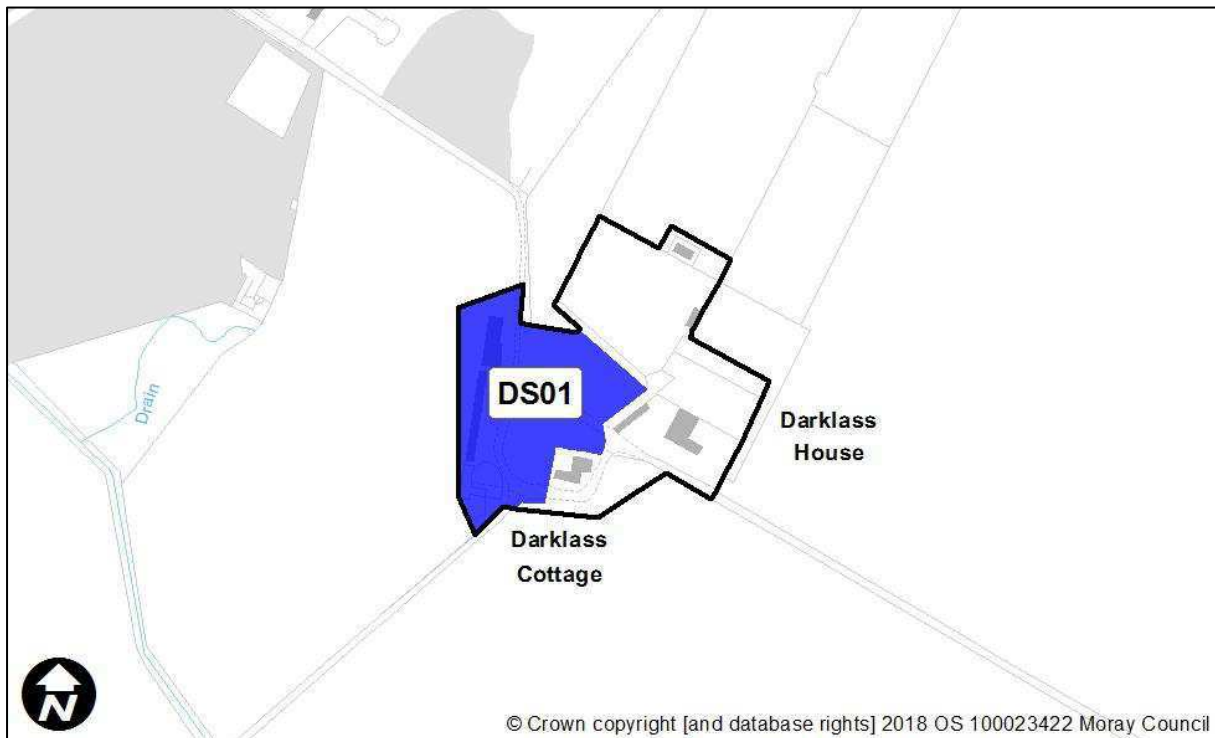 DS01
Drain
Darklass
House
Darklass
Cottage
N
© Crown copyright [and database rights] 2018 OS 100023422 Moray Council